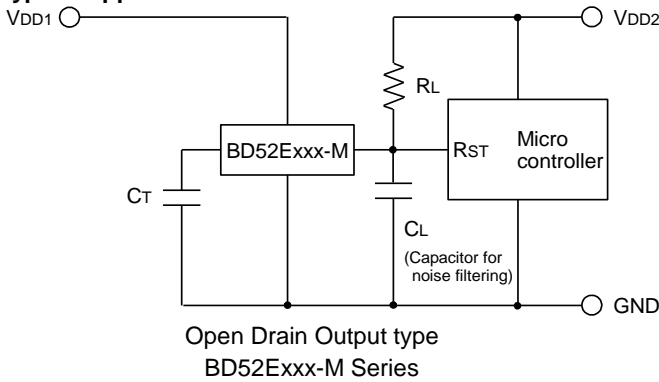 VDD1
VDD2
RL
BD52Exxx-M
RST
Micro
controller
CT
CL
(Capacitor for
noise filtering)
GND
Open Drain Output type
BD52Exxx-M Series